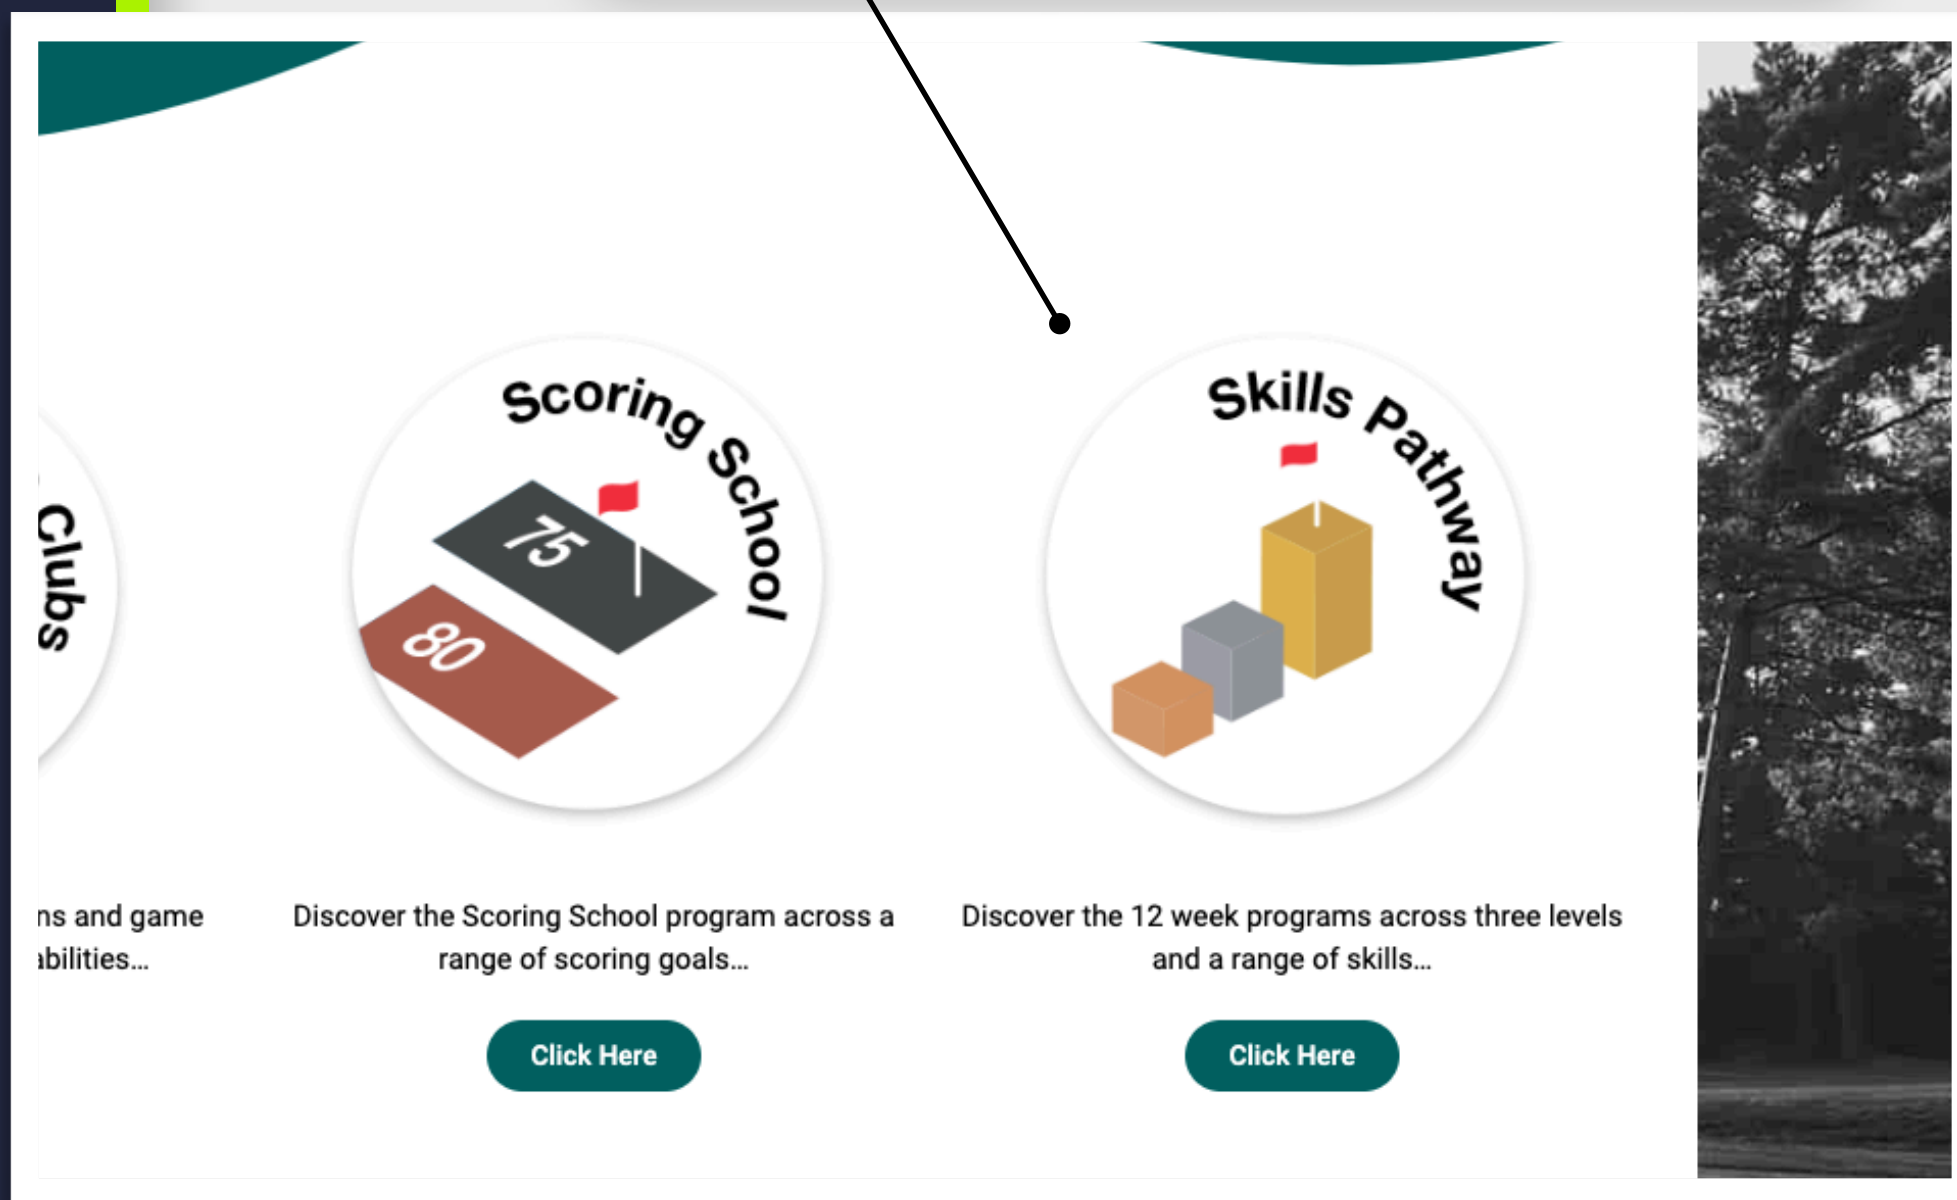 Clubs
ns and game
abilities...
Scoring School
75
80
Discover the Scoring School program across a
range of scoring goals...
Click Here
Skills Pathway
Discover the 12 week programs across three levels
and a range of skills...
Click Here